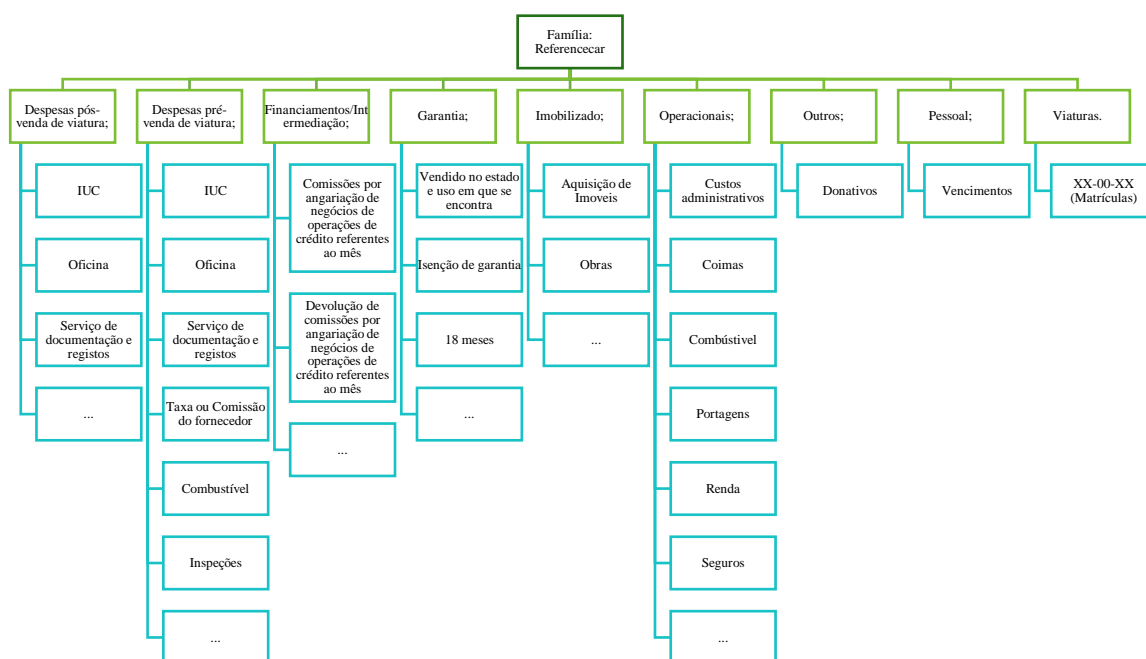 Família:
Referencecar
Despesas pós-
venda de viatura;
Despesas pré-
venda de viatura;
Financiamentos/Int
ermediação;
Garantia;
Imobilizado;
Operacionais;
Outros;
Pessoal;
Viaturas.
IUC
Oficina
Serviço de
documentação e
registos
...
IUC
Oficina
Serviço de
documentação e
registos
Taxa ou Comissão
do fornecedor
Combustível
Inspeções
...
Comissões por
angariação de
negócios de
operações de
crédito referentes
ao mês
Devolução de
comissões por
angariação de
negócios de
operações de
crédito referentes
ao mês
...
Vendido no estado
e uso em que se
encontra
Isenção de garantia
18 meses
...
Aquisição de
Imoveis
Obras
...
Custos
administrativos
Coimas
Combústivel
Portagens
Renda
Seguros
...
Donativos
Vencimentos
XX-00-XX
(Matrículas)